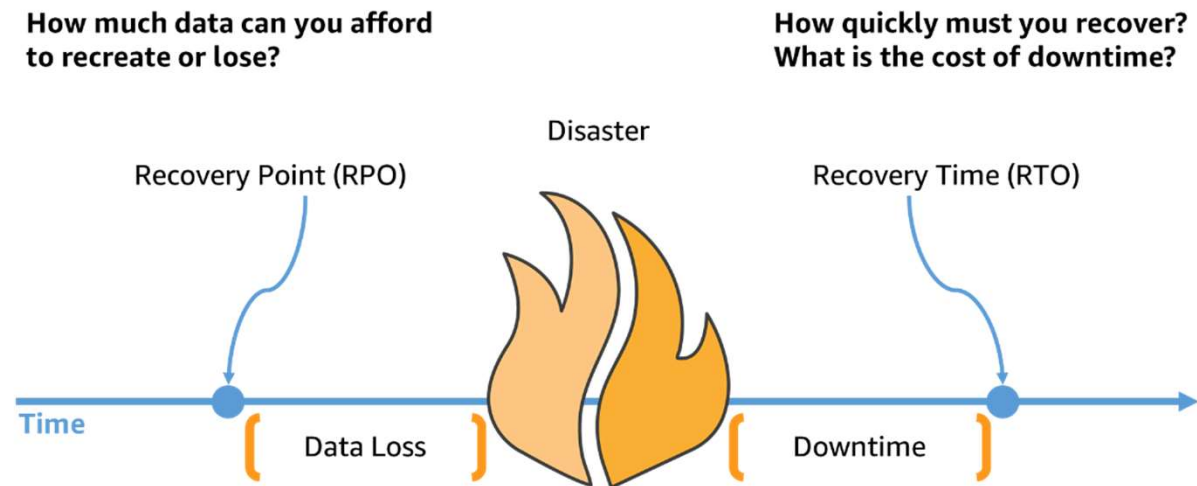 How much data can you afford
to recreate or lose?
How quickly must you recover?
What is the cost of downtime?
Disaster
Recovery Point (RPO)
Recovery Time (RTO)
Time
Data Loss
Downtime